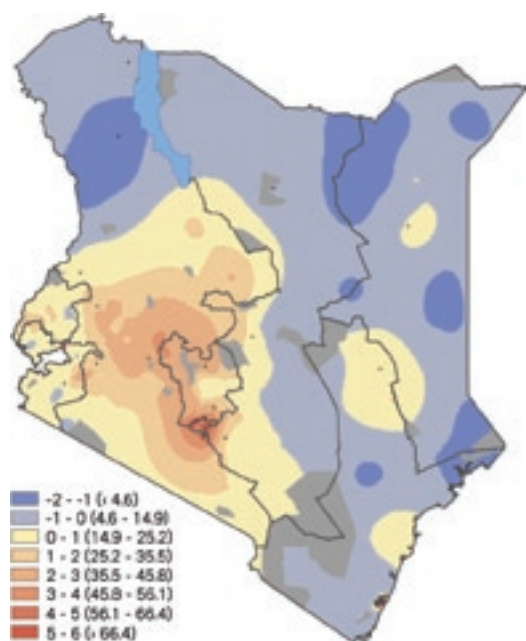 -2 - -1 (‹ 4.6)
-1 - 0 (4.6 - 14.9)
0 - 1 (14.9 - 25.2)
1 - 2 (25.2 - 35.5)
2 - 3 (35.5 - 45.8)
3 - 4 (45.8 - 56.1)
4 - 5 (56.1 - 66.4)
5 - 6 (› 66.4)